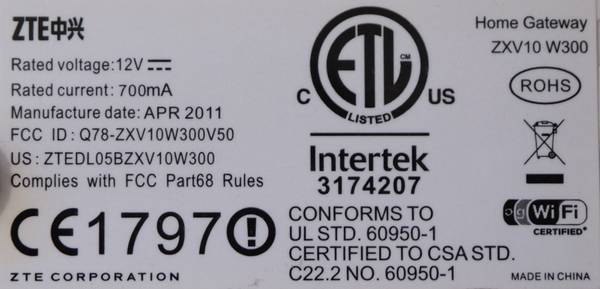 ZTE中兴
Rated voltage: 12V
Rated current: 700mA
Manufacture date: APR 2011
FCC ID : Q78-ZXV10W300V50
US : ZTEDL05BZXV10W300
Complies with FCC Part68 Rules
CE1797
ZTE CORPORATION
ETL CM
LISTED
C US
Intertek
3174207
CONFORMS TO
UL STD. 60950-1
CERTIFIED TO CSA STD.
C22.2 NO. 60950-1
Home Gateway
ZXV10 W300
ROHS
bg Wi Fi
CERTIFIED*
MADE IN CHINA